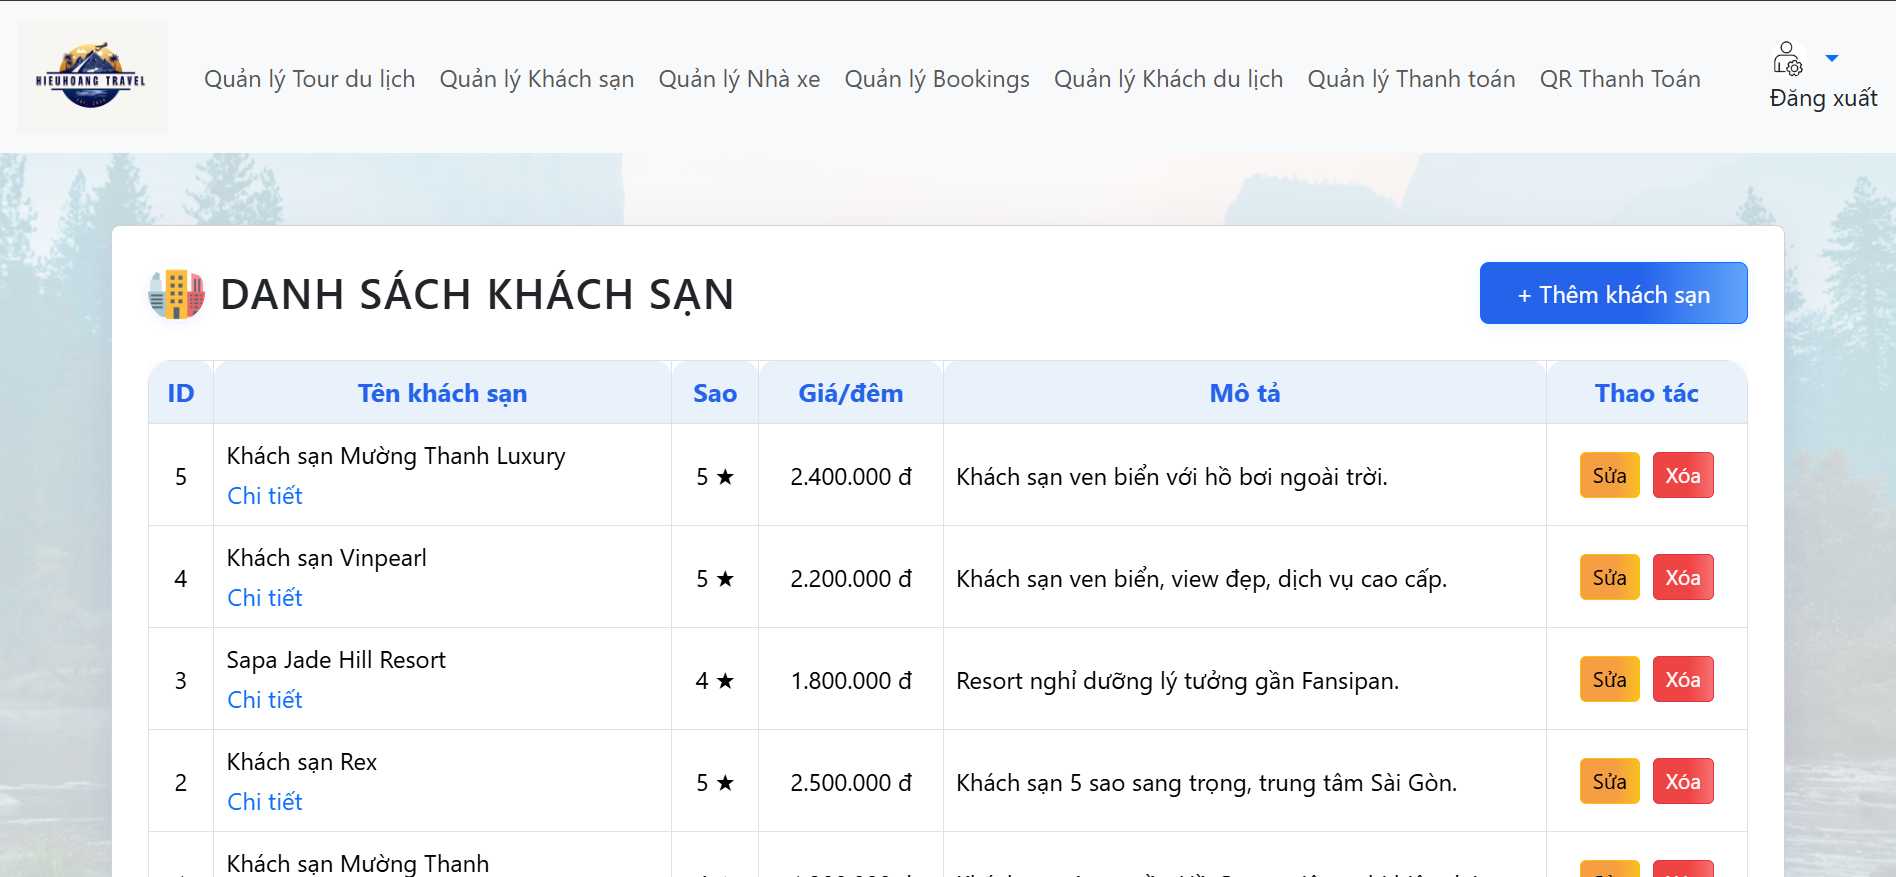 HIEUHOANG TRAVEL
Quản lý Tour du lịch Quản lý Khách sạn Quản lý Nhà xe Quản lý Bookings Quản lý Khách du lịch Quản lý Thanh toán QR Thanh Toán
Đăng xuất
DANH SÁCH KHÁCH SẠN
+ Thêm khách sạn
ID Tên khách sạn Sao Giá/đêm Mô tả Thao tác
5 Khách sạn Mường Thanh Luxury 5 ★ 2.400.000 đ Khách sạn ven biển với hồ bơi ngoài trời. Sửa Xóa
Chi tiết
4 Khách sạn Vinpearl 5 ★ 2.200.000 đ Khách sạn ven biển, view đẹp, dịch vụ cao cấp. Sửa Xóa
Chi tiết
3 Sapa Jade Hill Resort 4 ★ 1.800.000 đ Resort nghỉ dưỡng lý tưởng gần Fansipan. Sửa Xóa
Chi tiết
2 Khách sạn Rex 5 ★ 2.500.000 đ Khách sạn 5 sao sang trọng, trung tâm Sài Gòn. Sửa Xóa
Chi tiết
Khách sạn Mường Thanh